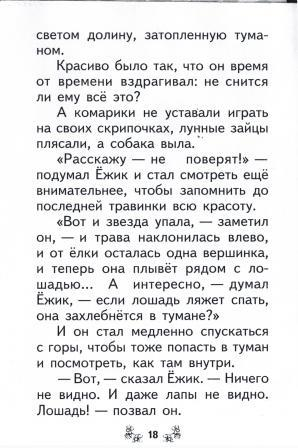 светом долину, затопленную тума-
ном.
Красиво было так, что он время
от времени вздрагивал: не снится
ли ему всё это?
А комарики не уставали играть
на своих скрипочках, лунные зайцы
плясали, а собака выла.
«Расскажу — не поверят!» —
подумал Ёжик и стал смотреть ещё
внимательнее, чтобы запомнить до
последней травинки всю красоту.
«Вот и звезда упала, — заметил
он, — и трава наклонилась влево,
и от ёлки осталась одна вершинка,
и теперь она плывёт рядом с ло-
шадью... А интересно, — думал
Ёжик, — если лошадь ляжет спать,
она захлебнётся в тумане?»
И он стал медленно спускаться
с горы, чтобы тоже попасть в туман
и посмотреть, как там внутри.
— Вот, — сказал Ёжик. — Ничего
не видно. И даже лапы не видно.
Лошадь! — позвал он.
18